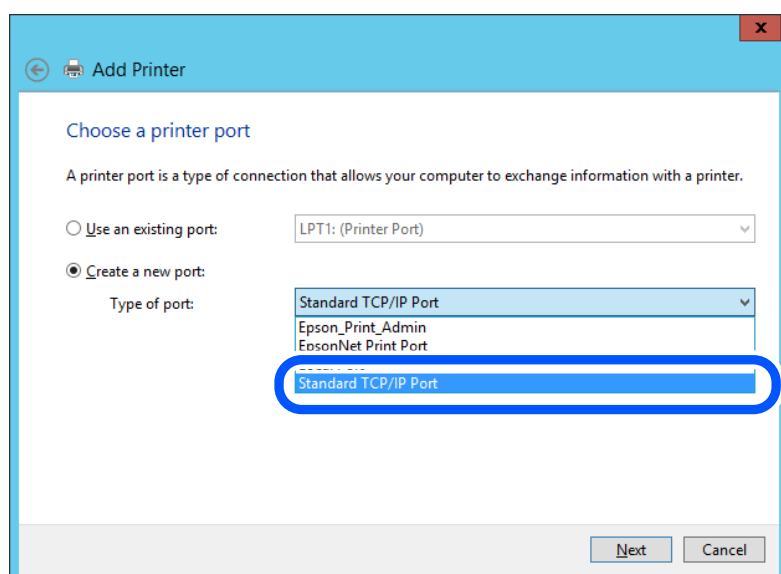 x
Add Printer
Choose a printer port
A printer port is a type of connection that allows your computer to exchange information with a printer.
Use an existing port: LPT1: (Printer Port)
Create a new port:
Type of port: Standard TCP/IP Port
Epson_Print_Admin
EpsonNet Print Port
Standard TCP/IP Port
Next Cancel